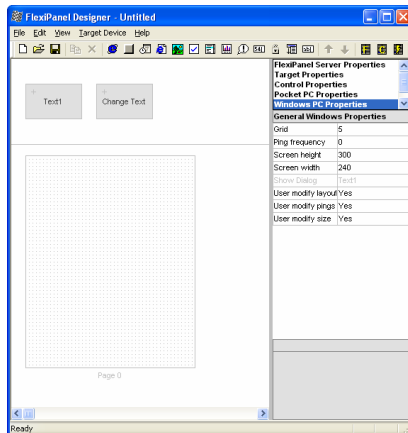 FlexiPanel Designer - Untitled
File Edit View Target Device Help
Text1
Change Text
FlexiPanel Server Properties
Target Properties
Control Properties
Pocket PC Properties
Windows PC Properties
General Windows Properties
Grid 5
Ping frequency 0
Screen height 300
Screen width 240
Show Dialog Text1
User modify layout Yes
User modify pings Yes
User modify size Yes
Page 0
Ready